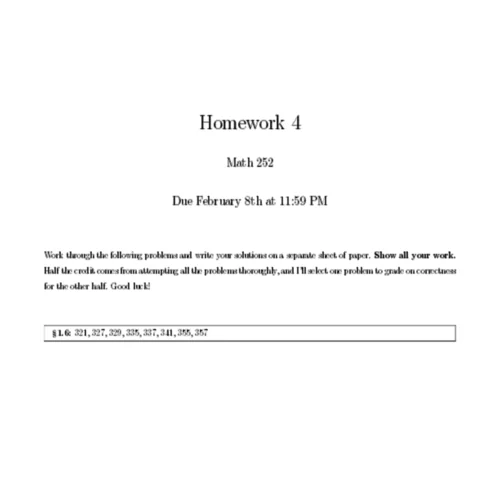 Homework 4
Math 252
Due February 8th at 11:59 PM
Work through the following problems and write your solutions on a separate sheet of paper. Show all your work.
Half the credit comes from attempting all the problems thoroughly, and I'll select one problem to grade on correctness
for the other half. Good luck!
§1.6: 321, 327, 329, 335, 337, 341, 355, 357